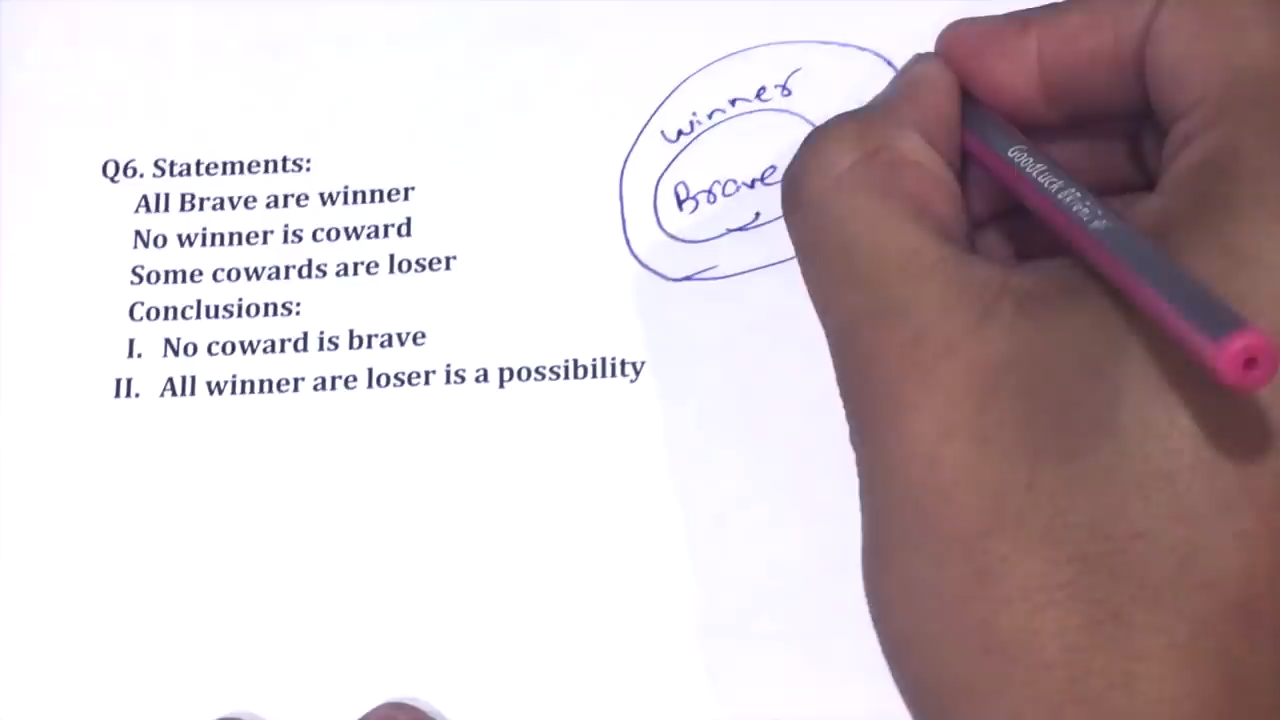 Q6. Statements:
All Brave are winner
No winner is coward
Some cowards are loser
Conclusions:
I. No coward is brave
II. All winner are loser is a possibility
winner
Brave
GOODLUCK